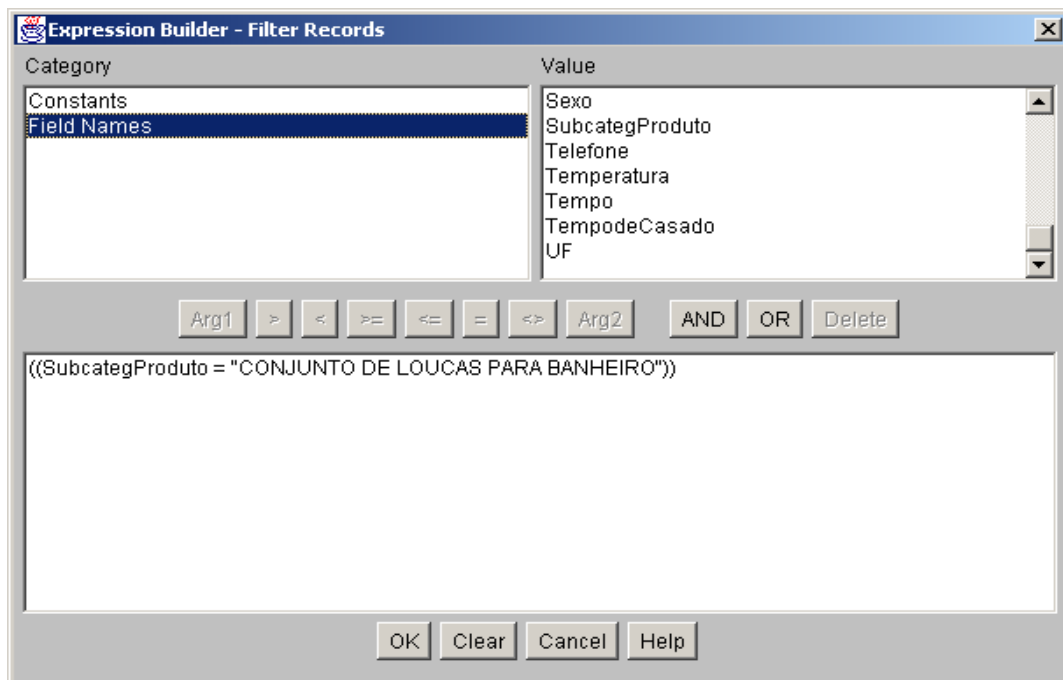 Expression Builder - Filter Records
Category Value
Constants
Field Names
Sexo
SubcategProduto
Telefone
Temperatura
Tempo
TempodeCasado
UF
Arg1 > < >= <= = <> Arg2 AND OR Delete
((SubcategProduto = "CONJUNTO DE LOUCAS PARA BANHEIRO"))
OK Clear Cancel Help